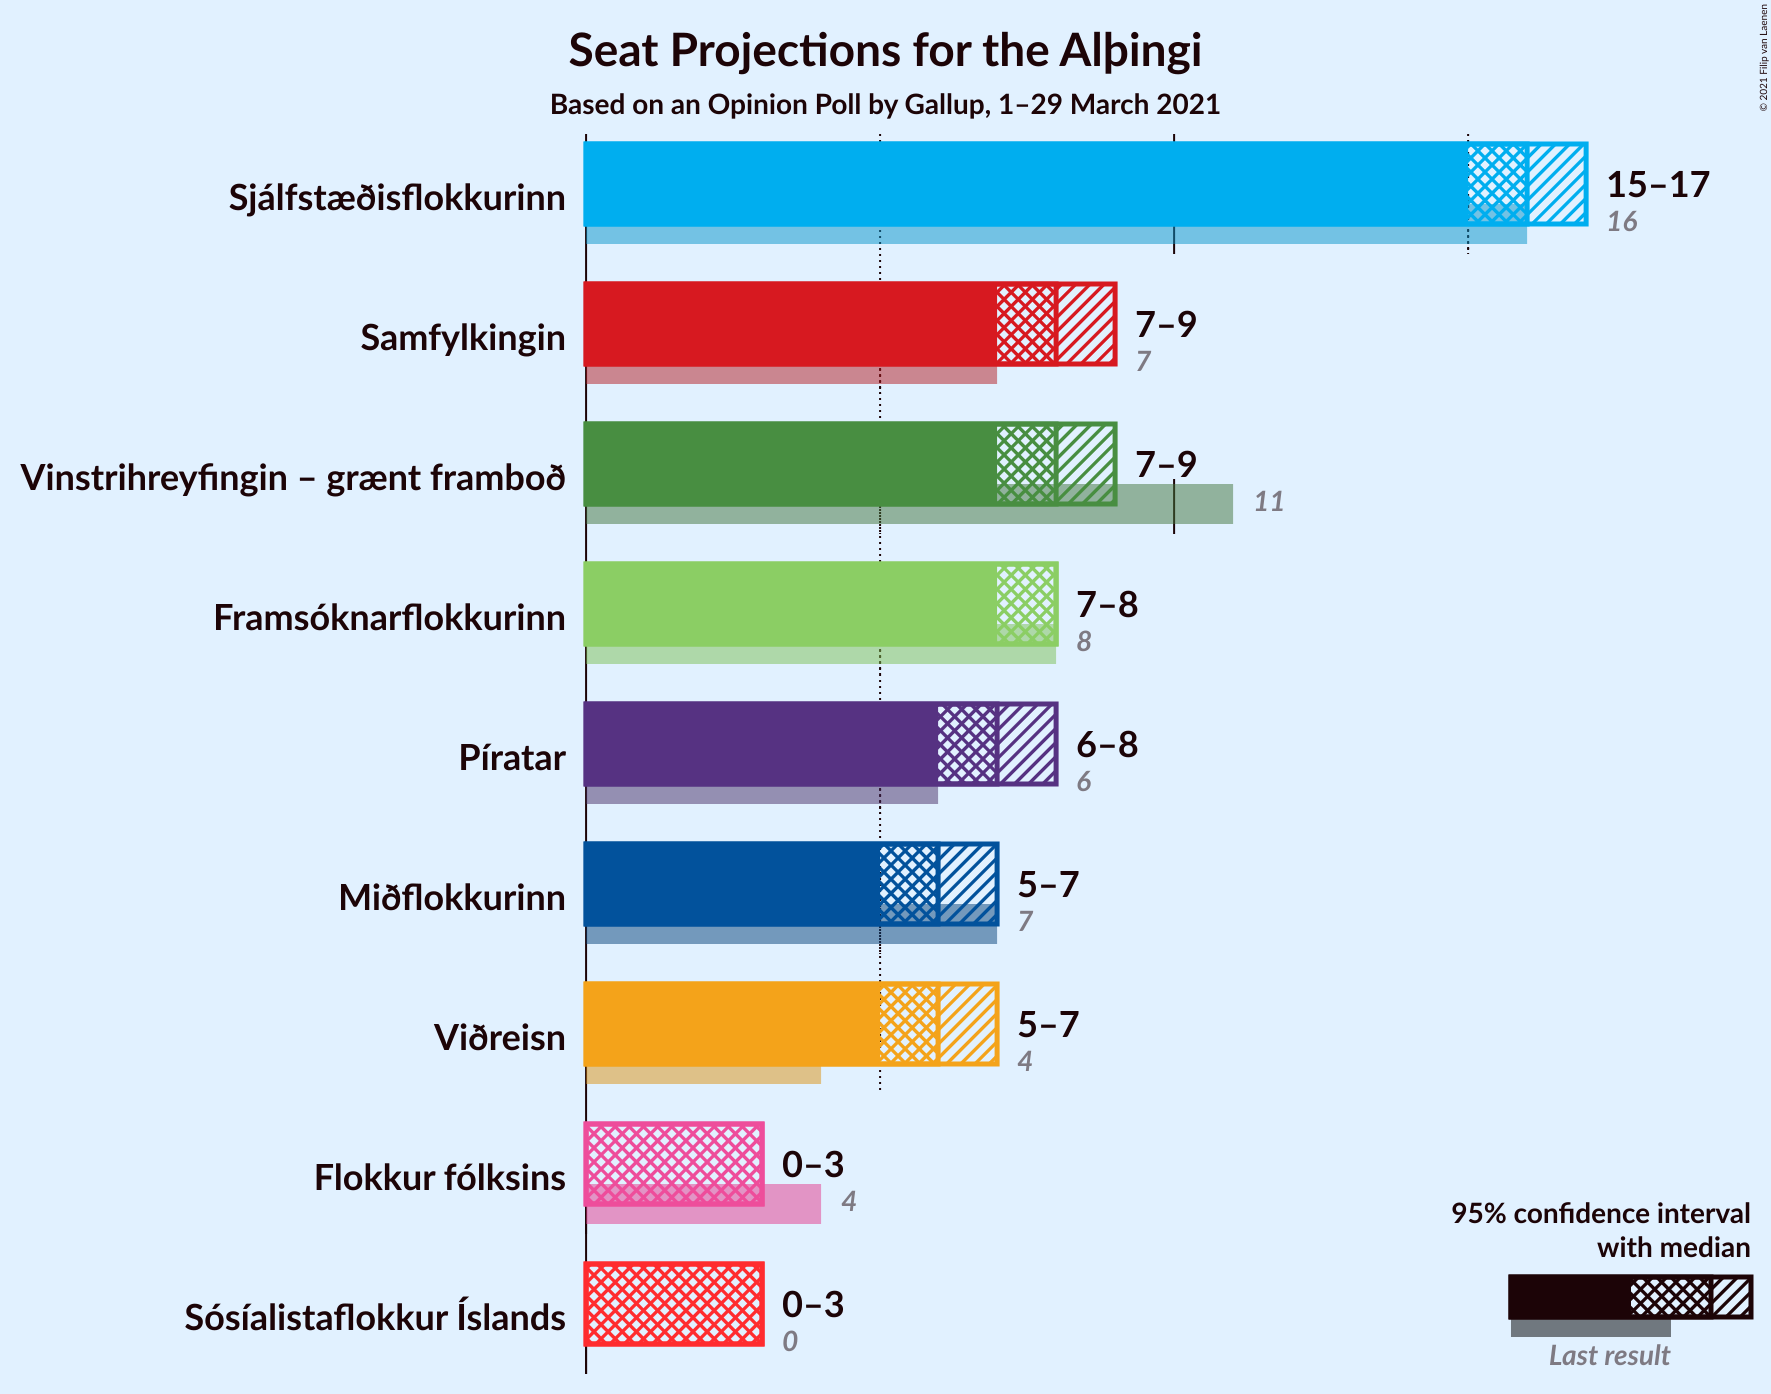 Seat Projections for the Alþingi
Based on an Opinion Poll by Gallup, 1–29 March 2021
© 2021 Filip van Laenen
Sjálfstæðisflokkurinn
15–17
16
Samfylkingin
7–9
7
Vinstrihreyfingin – grænt framboð
7–9
11
Framsóknarflokkurinn
7–8
8
Píratar
6–8
6
Miðflokkurinn
5–7
7
Viðreisn
5–7
4
Flokkur fólksins
0–3
4
Sósíalistaflokkur Íslands
0–3
0
95% confidence interval
with median
Last result